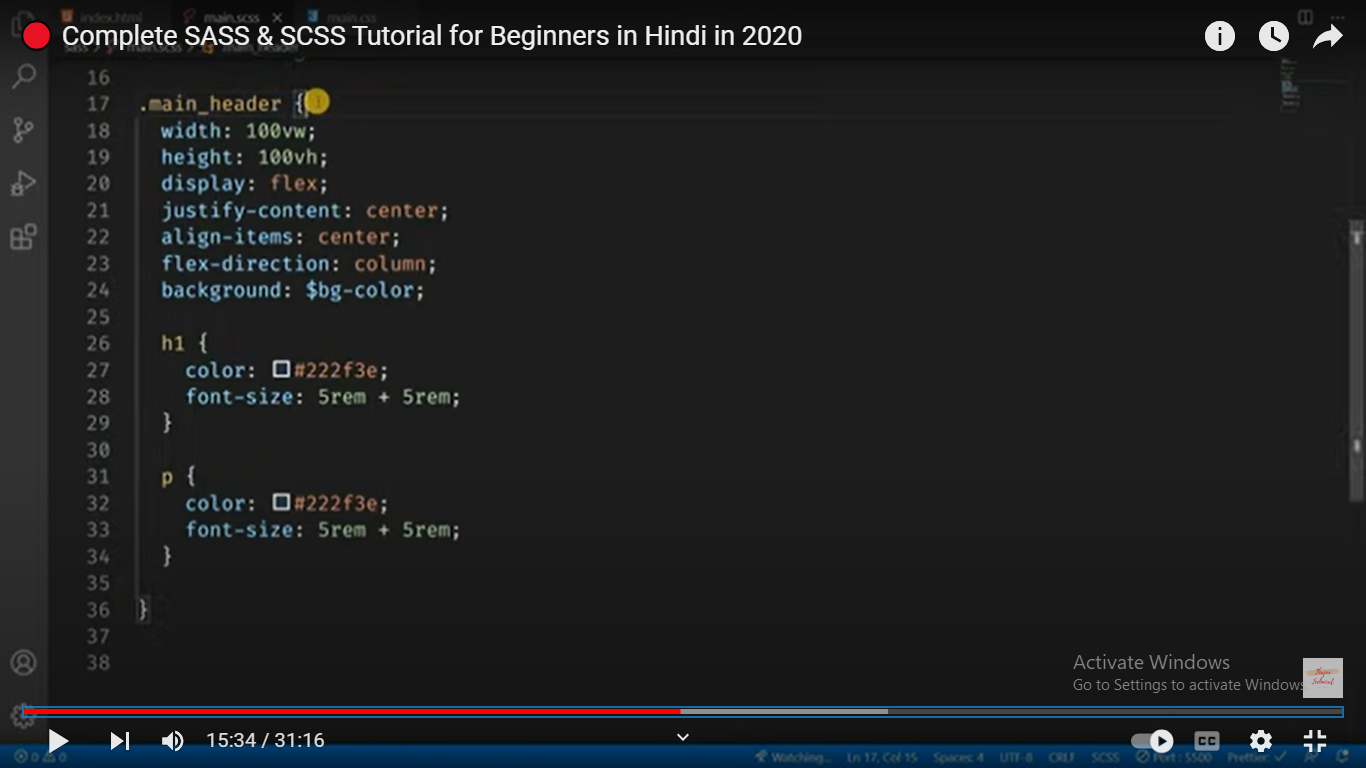 index.html main.scss main.css
Complete SASS & SCSS Tutorial for Beginners in Hindi in 2020
16
17 .main_header {
18 width: 100vw;
19 height: 100vh;
20 display: flex;
21 justify-content: center;
22 align-items: center;
23 flex-direction: column;
24 background: $bg-color;
25
26 h1 {
27 color: #222f3e;
28 font-size: 5rem + 5rem;
29 }
30
31 p {
32 color: #222f3e;
33 font-size: 5rem + 5rem;
34 }
35
36 }
37
38
Activate Windows
Go to Settings to activate Windows
15:34 / 31:16
CC
0 0 Watching... Ln 17, Col 15 Spaces: 4 UTF-8 CRLF SCSS Port : 5500 Prettier